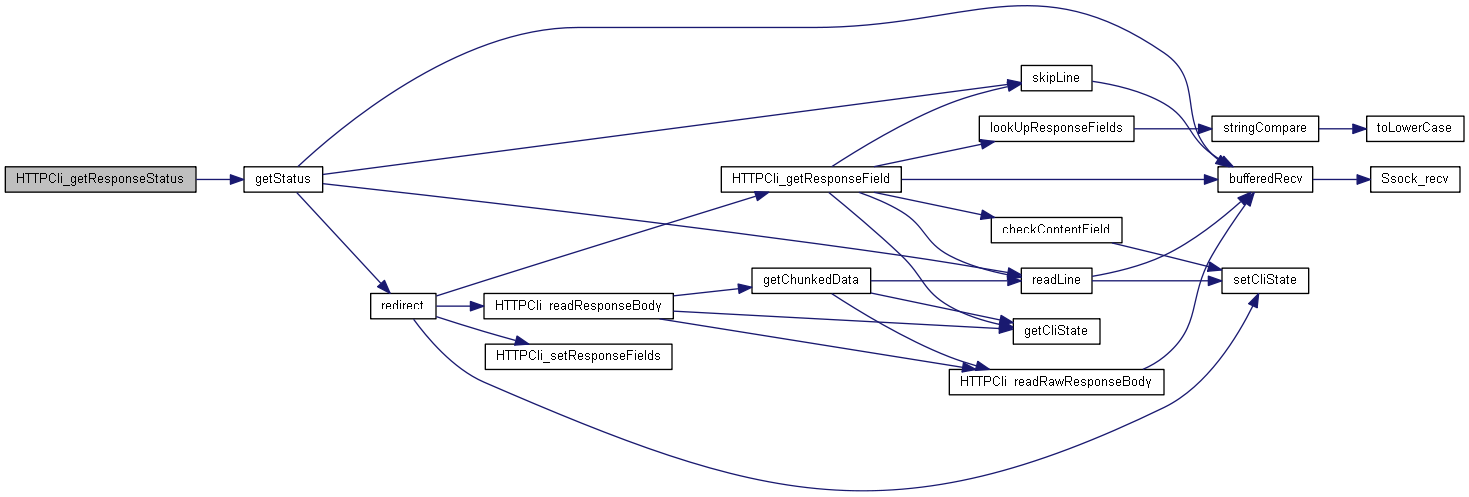 HTTPCli_getResponseStatus
getStatus
redirect
HTTPCli_getResponseField
HTTPCli_readResponseBody
HTTPCli_setResponseFields
getChunkedData
skipLine
lookUpResponseFields
checkContentField
readLine
getCliState
HTTPCli_readRawResponseBody
stringCompare
bufferedRecv
setCliState
toLowerCase
Ssock_recv